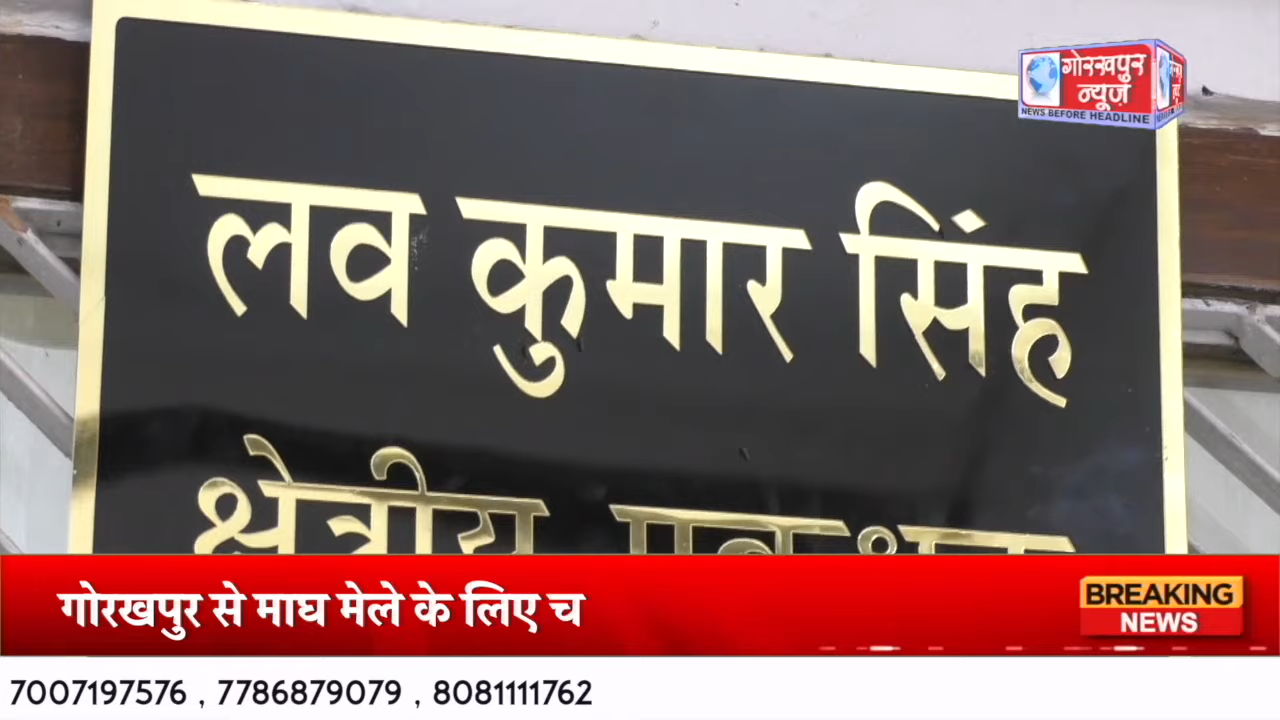 गोरखपुर
न्यूज़
NEWS BEFORE HEADLINE
लव कुमार सिंह
क्षेत्रीय
गोरखपुर से माघ मेले के लिए च
BREAKING
NEWS
7007197576 , 7786879079 , 8081111762